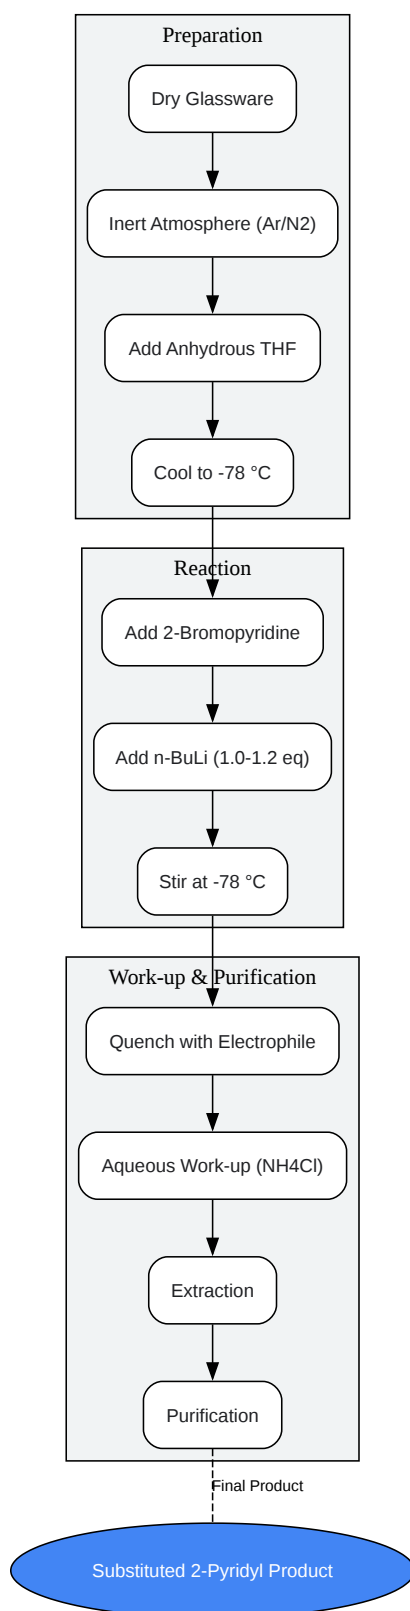 Preparation
Dry Glassware
Inert Atmosphere (Ar/N2)
Add Anhydrous THF
Cool to -78 °C
Reaction
Add 2-Bromopyridine
Add n-BuLi (1.0-1.2 eq)
Stir at -78 °C
Work-up & Purification
Quench with Electrophile
Aqueous Work-up (NH4Cl)
Extraction
Purification
Final Product
Substituted 2-Pyridyl Product